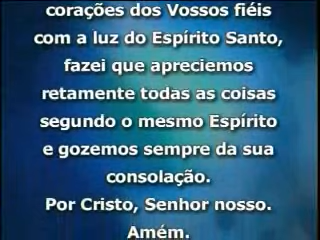 corações dos Vossos fiéis
com a luz do Espírito Santo,
fazei que apreciemos
retamente todas as coisas
segundo o mesmo Espírito
e gozemos sempre da sua
consolação.
Por Cristo, Senhor nosso.
Amém.